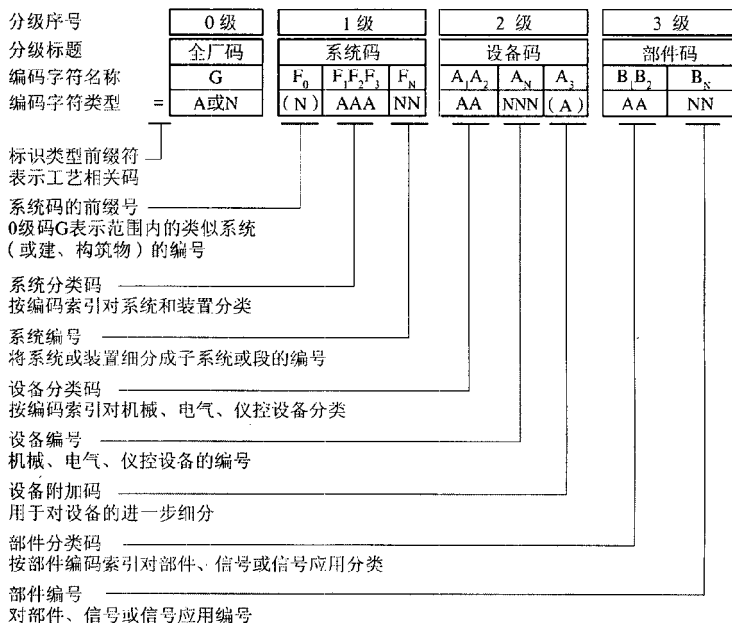 分级序号 0级 1级 2级 3级
分级标题 全厂码 系统码 设备码 部件码
编码字符名称 G F₀ F₁F₂F₃ F_N A₁A₂ A_N A₃ B₁B₂ B_N
编码字符类型 = A或N (N) AAA NN AA NNN (A) AA NN
标识类型前缀符
表示工艺相关码
系统码的前缀号
0级码G表示范围内的类似系统
(或建、构筑物)的编号
系统分类码
按编码索引对系统和装置分类
系统编号
将系统或装置细分成子系统或段的编号
设备分类码
按编码索引对机械、电气、仪控设备分类
设备编号
机械、电气、仪控设备的编号
设备附加码
用于对设备的进一步细分
部件分类码
按部件编码索引对部件、信号或信号应用分类
部件编号
对部件、信号或信号应用编号